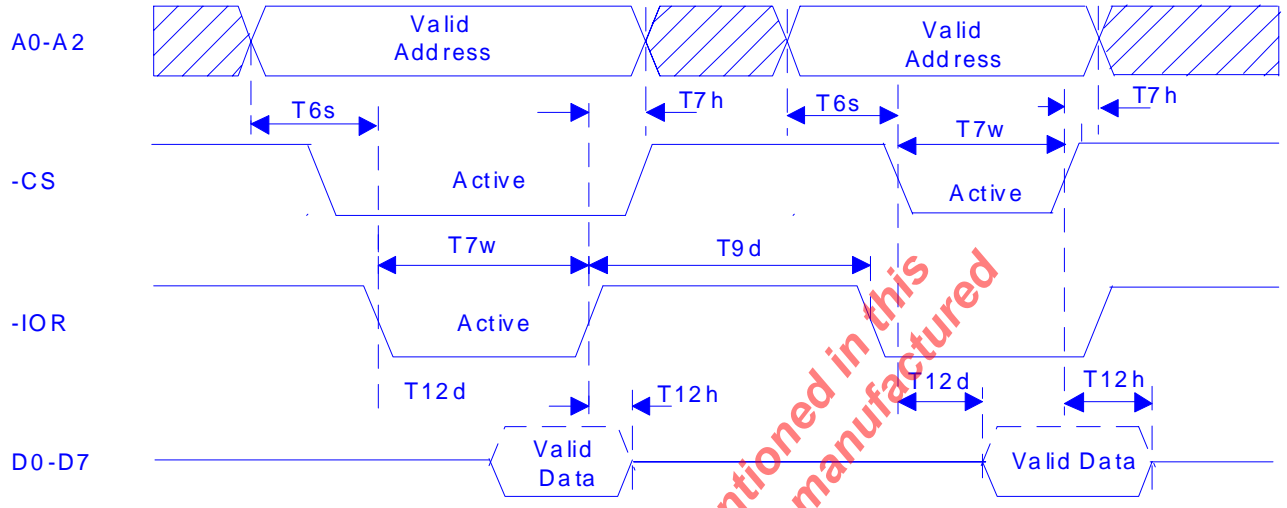 A0-A2
Valid
Address
Valid
Address
T6s
T7h
T6s
T7h
T7w
-CS
Active
Active
T7w
T9d
-IOR
Active
T12d
T12h
T12d
T12h
D0-D7
Valid
Data
Valid Data
ntioned in this
manufactured